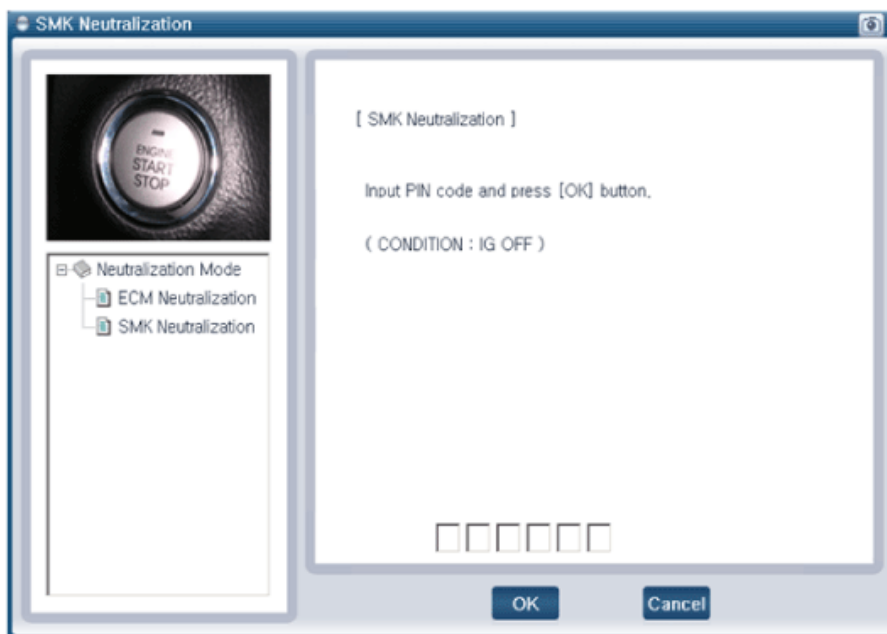 SMK Neutralization
ENGINE
START
STOP
Neutralization Mode
ECM Neutralization
SMK Neutralization
[ SMK Neutralization ]
Input PIN code and press [OK] button.
( CONDITION : IG OFF )
OK
Cancel